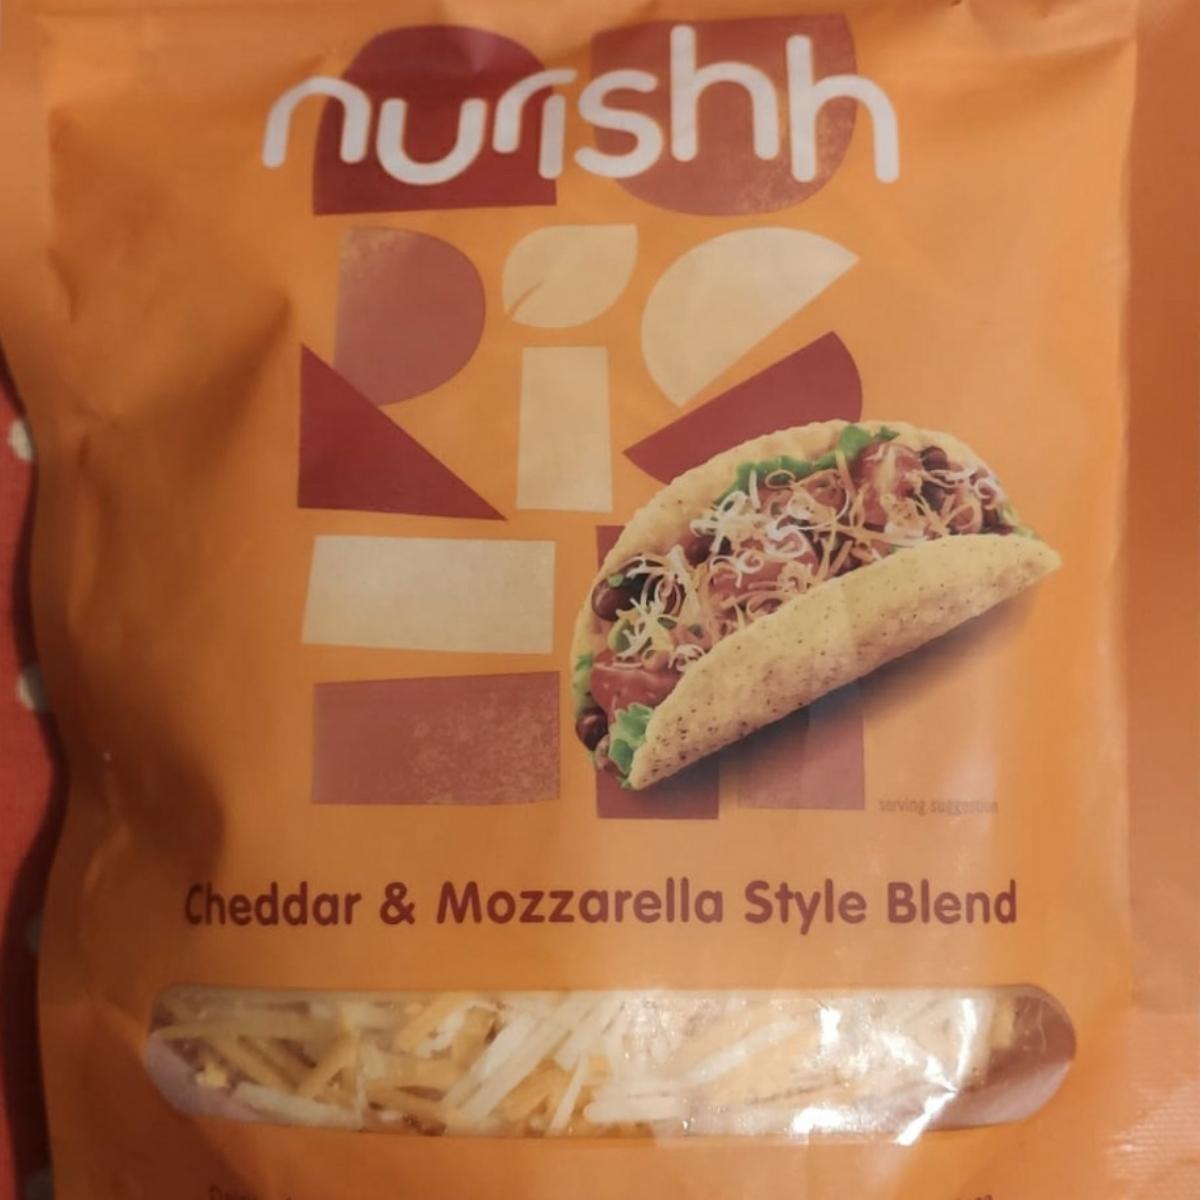 nurishh
serving suggestion
Cheddar & Mozzarella Style Blend